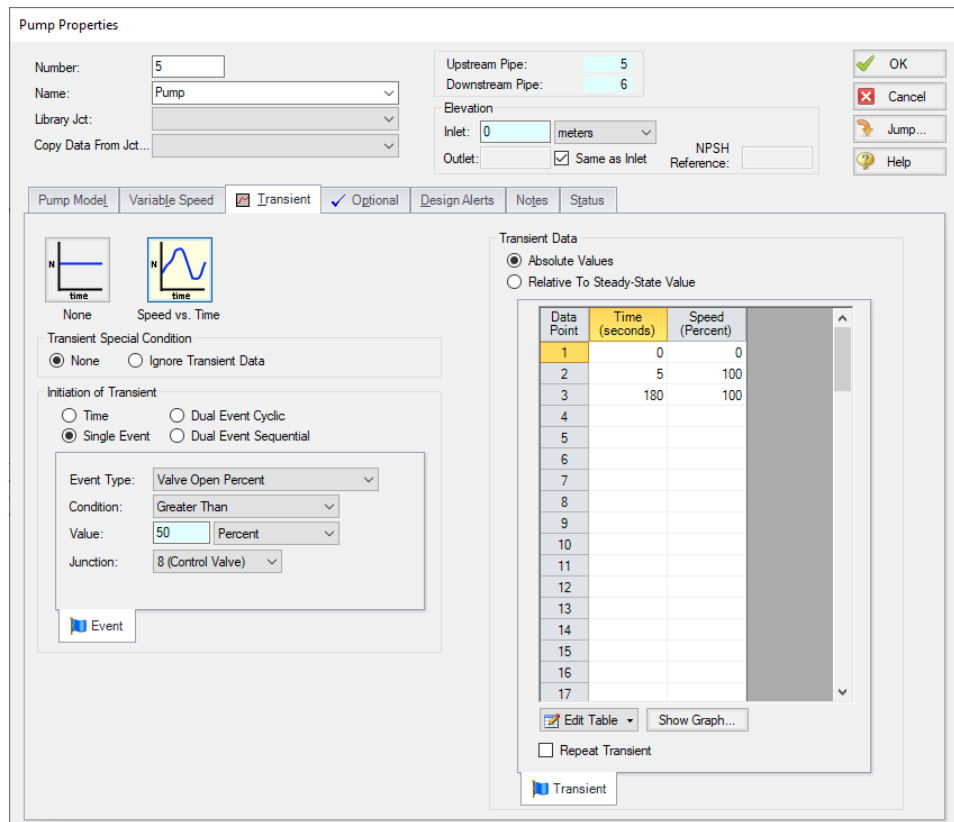 Pump Properties
Number: 5
Name: Pump
Library Jct:
Copy Data From Jct...
Upstream Pipe: 5
Downstream Pipe: 6
Elevation
Inlet: 0 meters
Outlet: Same as Inlet NPSH Reference:
OK
Cancel
Jump...
Help
Pump Model Variable Speed Transient Optional Design Alerts Notes Status
N time N time
None Speed vs. Time
Transient Special Condition
None Ignore Transient Data
Initiation of Transient
Time Dual Event Cyclic
Single Event Dual Event Sequential
Event Type: Valve Open Percent
Condition: Greater Than
Value: 50 Percent
Junction: 8 (Control Valve)
Event
Transient Data
Absolute Values
Relative To Steady-State Value
Data Point Time (seconds) Speed (Percent)
1 0 0
2 5 100
3 180 100
4
5
6
7
8
9
10
11
12
13
14
15
16
17
Edit Table Show Graph...
Repeat Transient
Transient